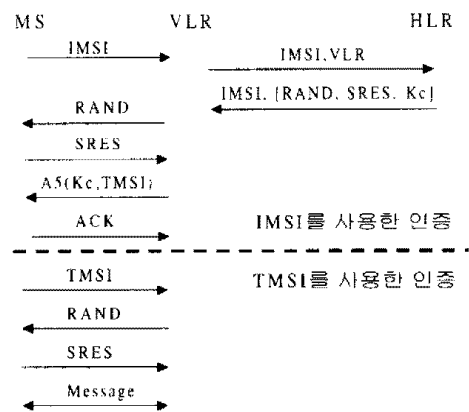 MS VLR HLR
IMSI
IMSI,VLR
IMSI, [RAND, SRES, Kc]
RAND
SRES
A5(Kc,TMSI)
ACK
IMSI를 사용한 인증
TMSI
TMSI를 사용한 인증
RAND
SRES
Message